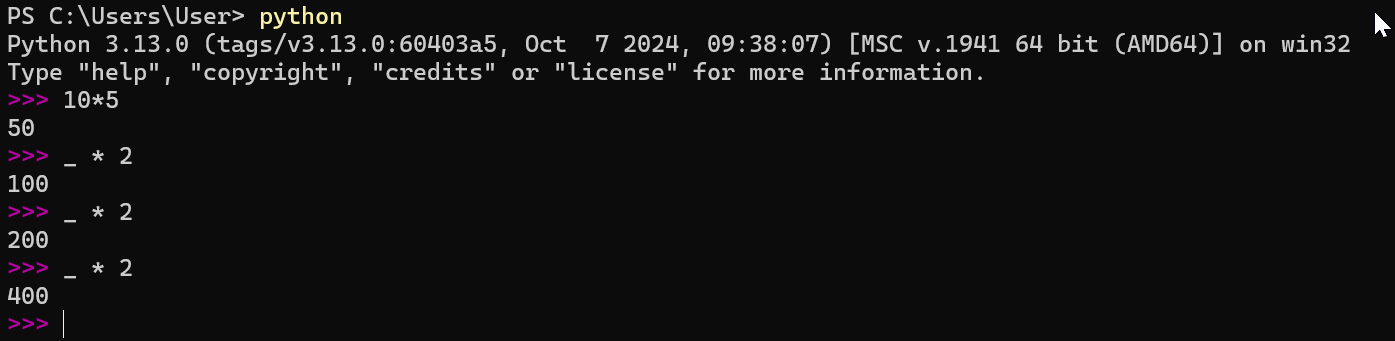 PS C:\Users\User> python
Python 3.13.0 (tags/v3.13.0:60403a5, Oct  7 2024, 09:38:07) [MSC v.1941 64 bit (AMD64)] on win32
Type "help", "copyright", "credits" or "license" for more information.
>>> 10*5
50
>>> _ * 2
100
>>> _ * 2
200
>>> _ * 2
400
>>>